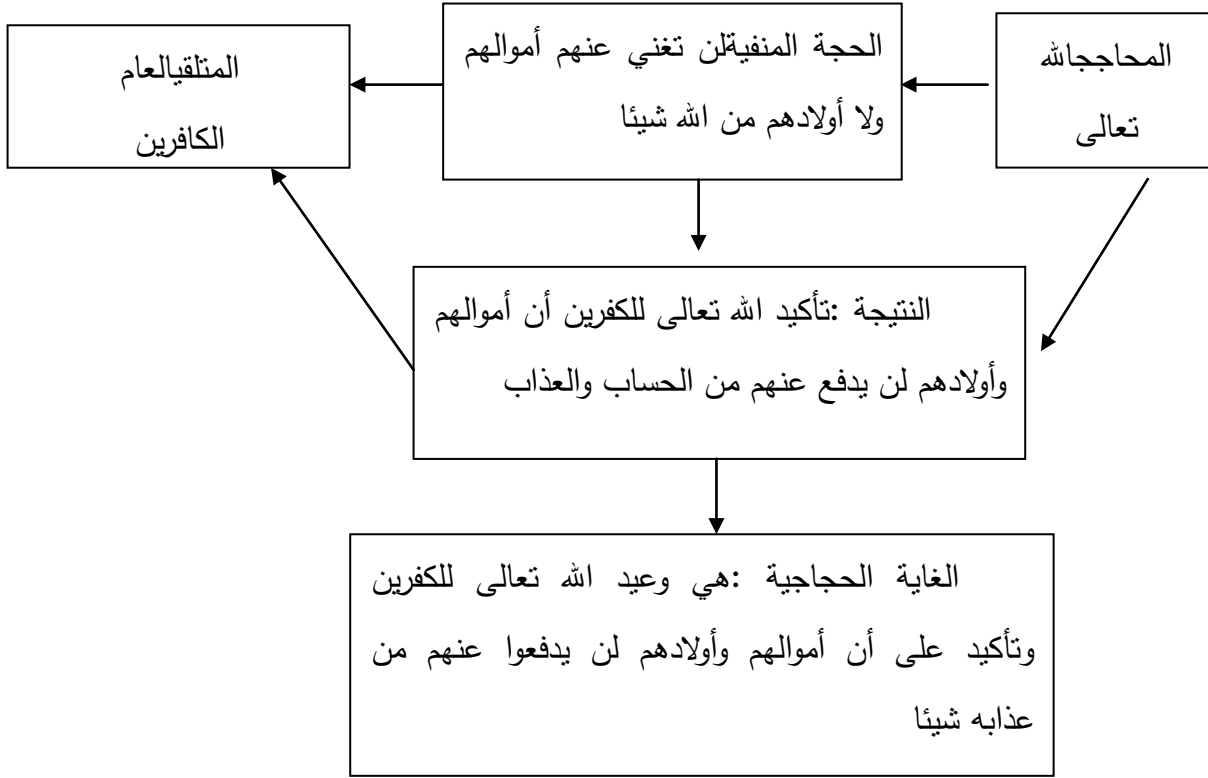 المحاججالله
تعالى
الحجة المنفيةلن تغني عنهم أموالهم
ولا أولادهم من الله شيئا
المتلقيالعام
الكافرين
النتيجة :تأكيد الله تعالى للكفرين أن أموالهم
وأولادهم لن يدفع عنهم من الحساب والعذاب
الغاية الحجاجية :هي وعيد الله تعالى للكفرين
وتأكيد على أن أموالهم وأولادهم لن يدفعوا عنهم من
عذابه شيئا